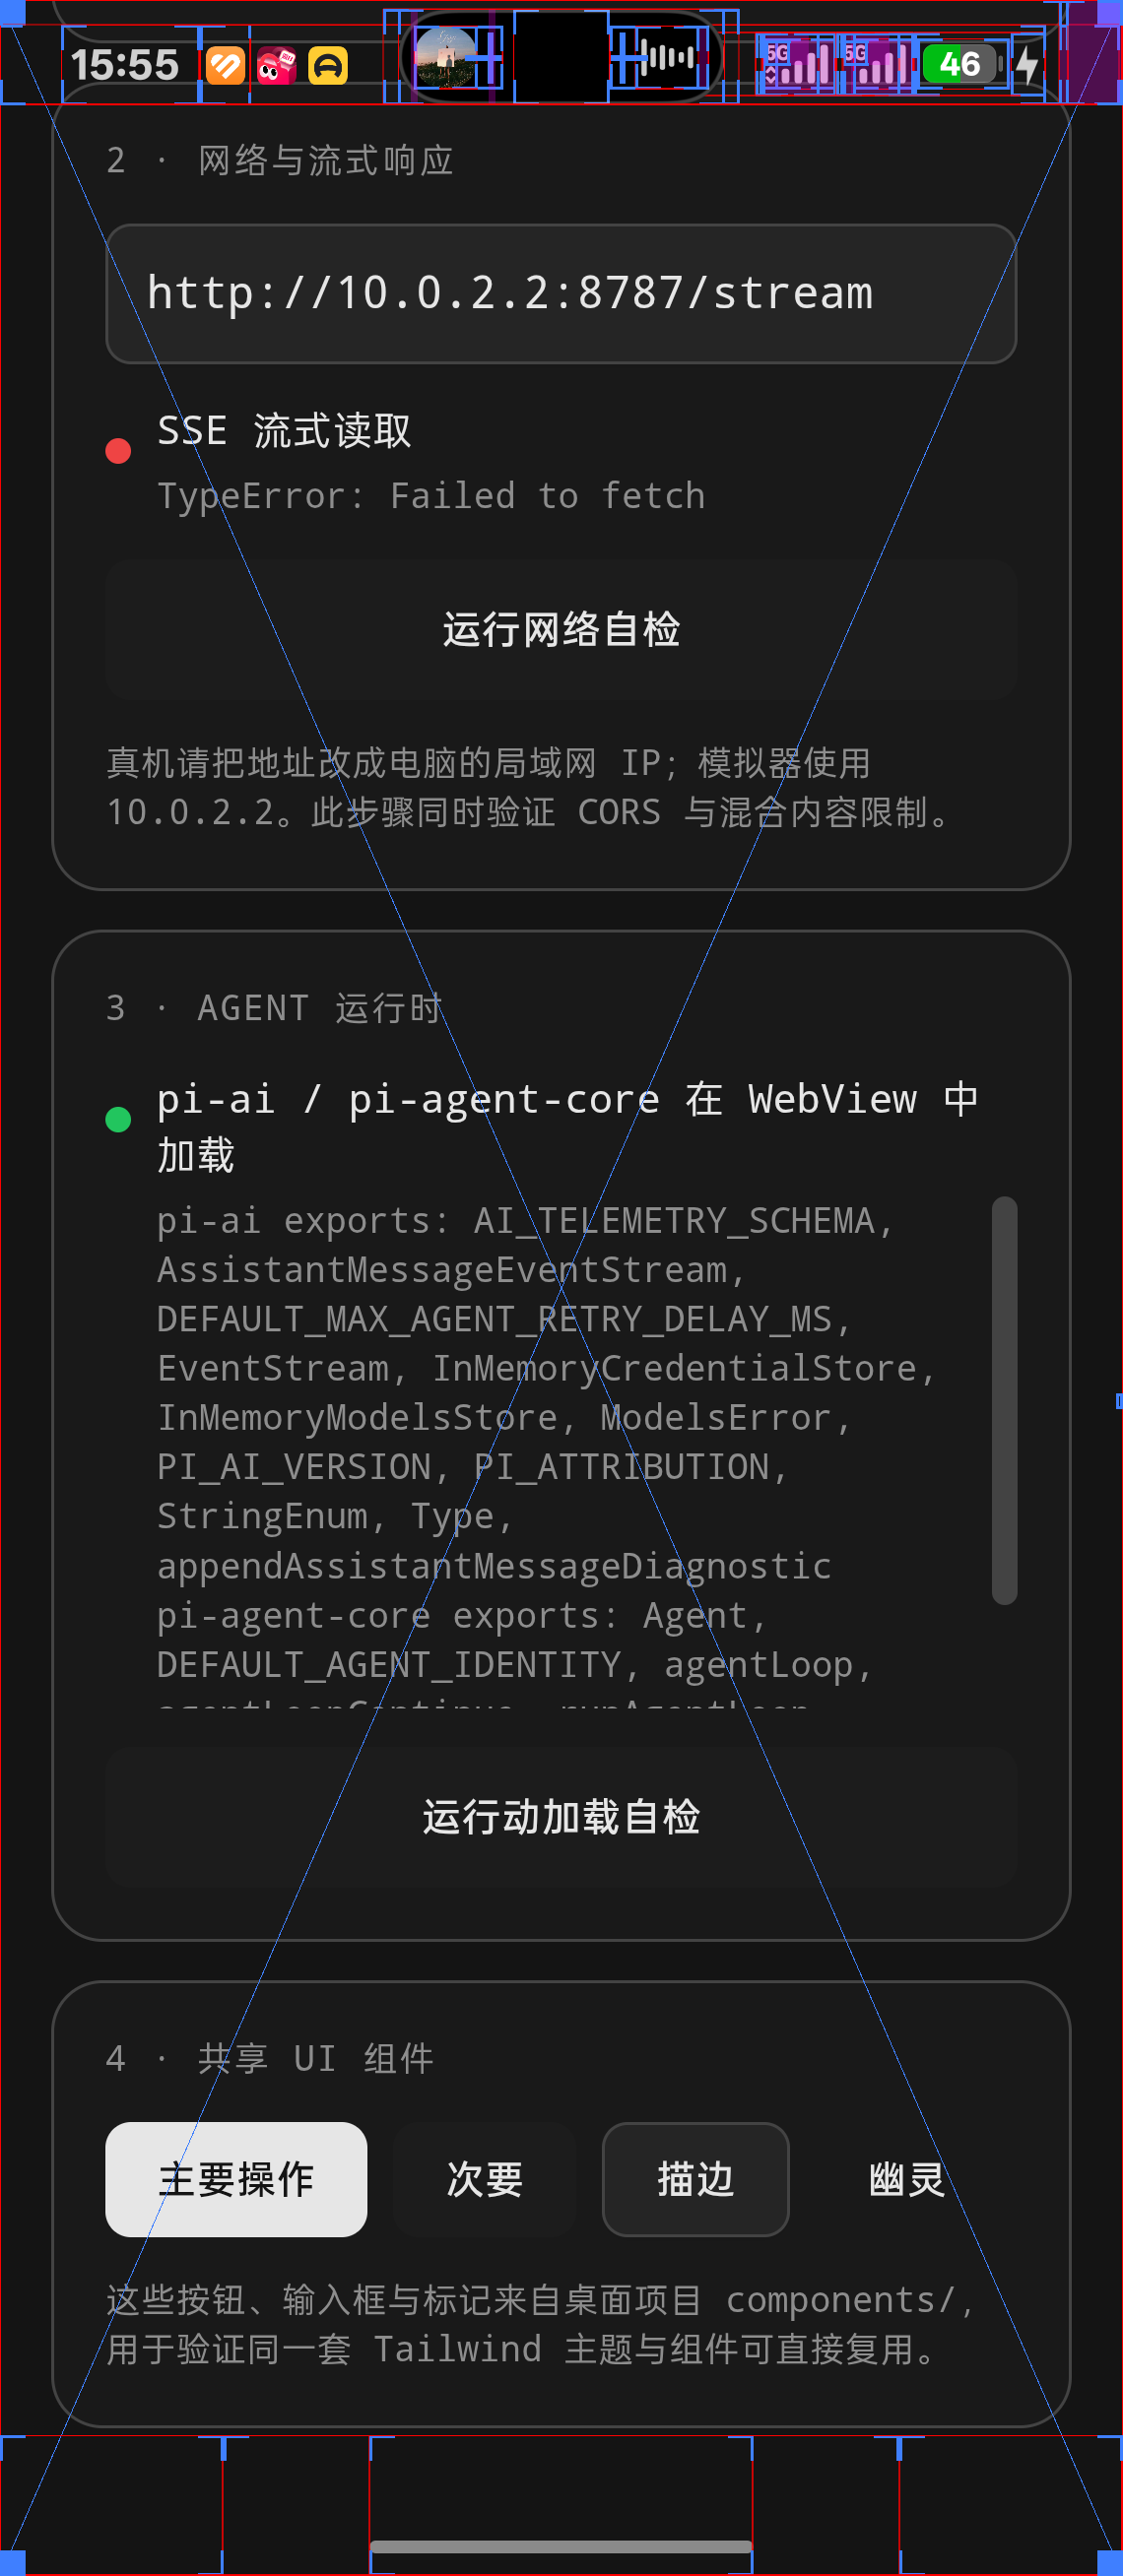 15:55
5G
5G
46
2 · 网络与流式响应
http://10.0.2.2:8787/stream
SSE 流式读取
TypeError: Failed to fetch
运行网络自检
真机请把地址改成电脑的局域网 IP; 模拟器使用
10.0.2.2。此步骤同时验证 CORS 与混合内容限制。
3 · AGENT 运行时
pi-ai / pi-agent-core 在 WebView 中
加载
pi-ai exports: AI_TELEMETRY_SCHEMA,
AssistantMessageEventStream,
DEFAULT_MAX_AGENT_RETRY_DELAY_MS,
EventStream, InMemoryCredentialStore,
InMemoryModelsStore, ModelsError,
PI_AI_VERSION, PI_ATTRIBUTION,
StringEnum, Type,
appendAssistantMessageDiagnostic
pi-agent-core exports: Agent,
DEFAULT_AGENT_IDENTITY, agentLoop,
agentLoopContinue, runAgentLoop
运行动加载自检
4 · 共享 UI 组件
主要操作
次要
描边
幽灵
这些按钮、输入框与标记来自桌面项目 components/,
用于验证同一套 Tailwind 主题与组件可直接复用。